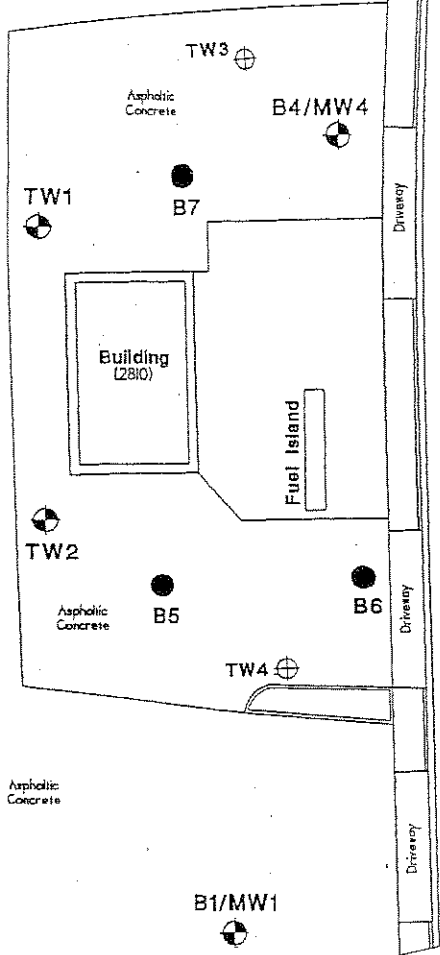 TW3
Asphaltic
Concrete
B4/MW4
B7
TW1
Driveway
Building
(2810)
Fuel Island
TW2
B5
B6
Asphaltic
Concrete
Driveway
TW4
Asphaltic
Concrete
Driveway
B1/MW1